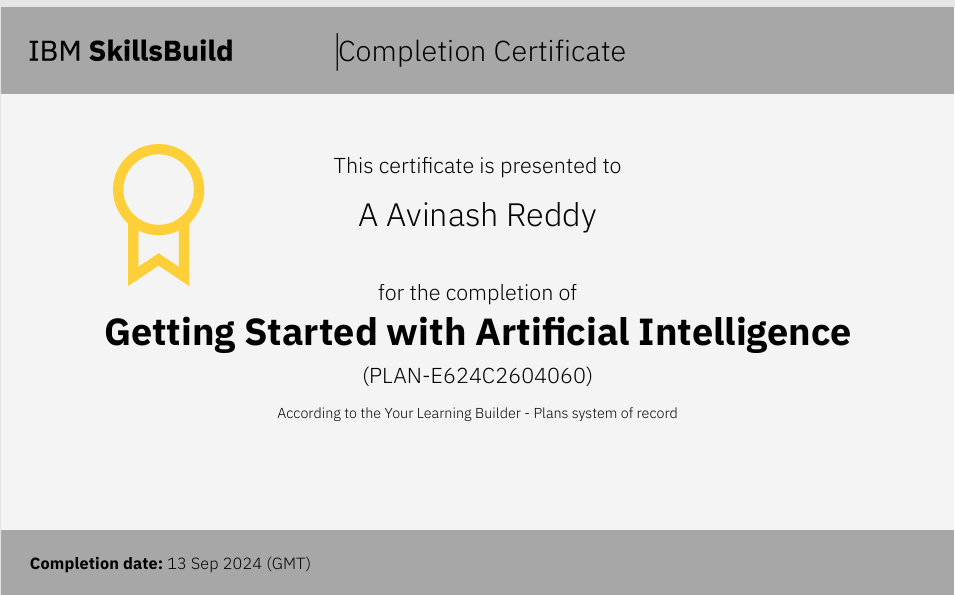 IBM SkillsBuild
Completion Certificate
This certificate is presented to
A Avinash Reddy
for the completion of
Getting Started with Artificial Intelligence
(PLAN-E624C2604060)
According to the Your Learning Builder - Plans system of record
Completion date: 13 Sep 2024 (GMT)